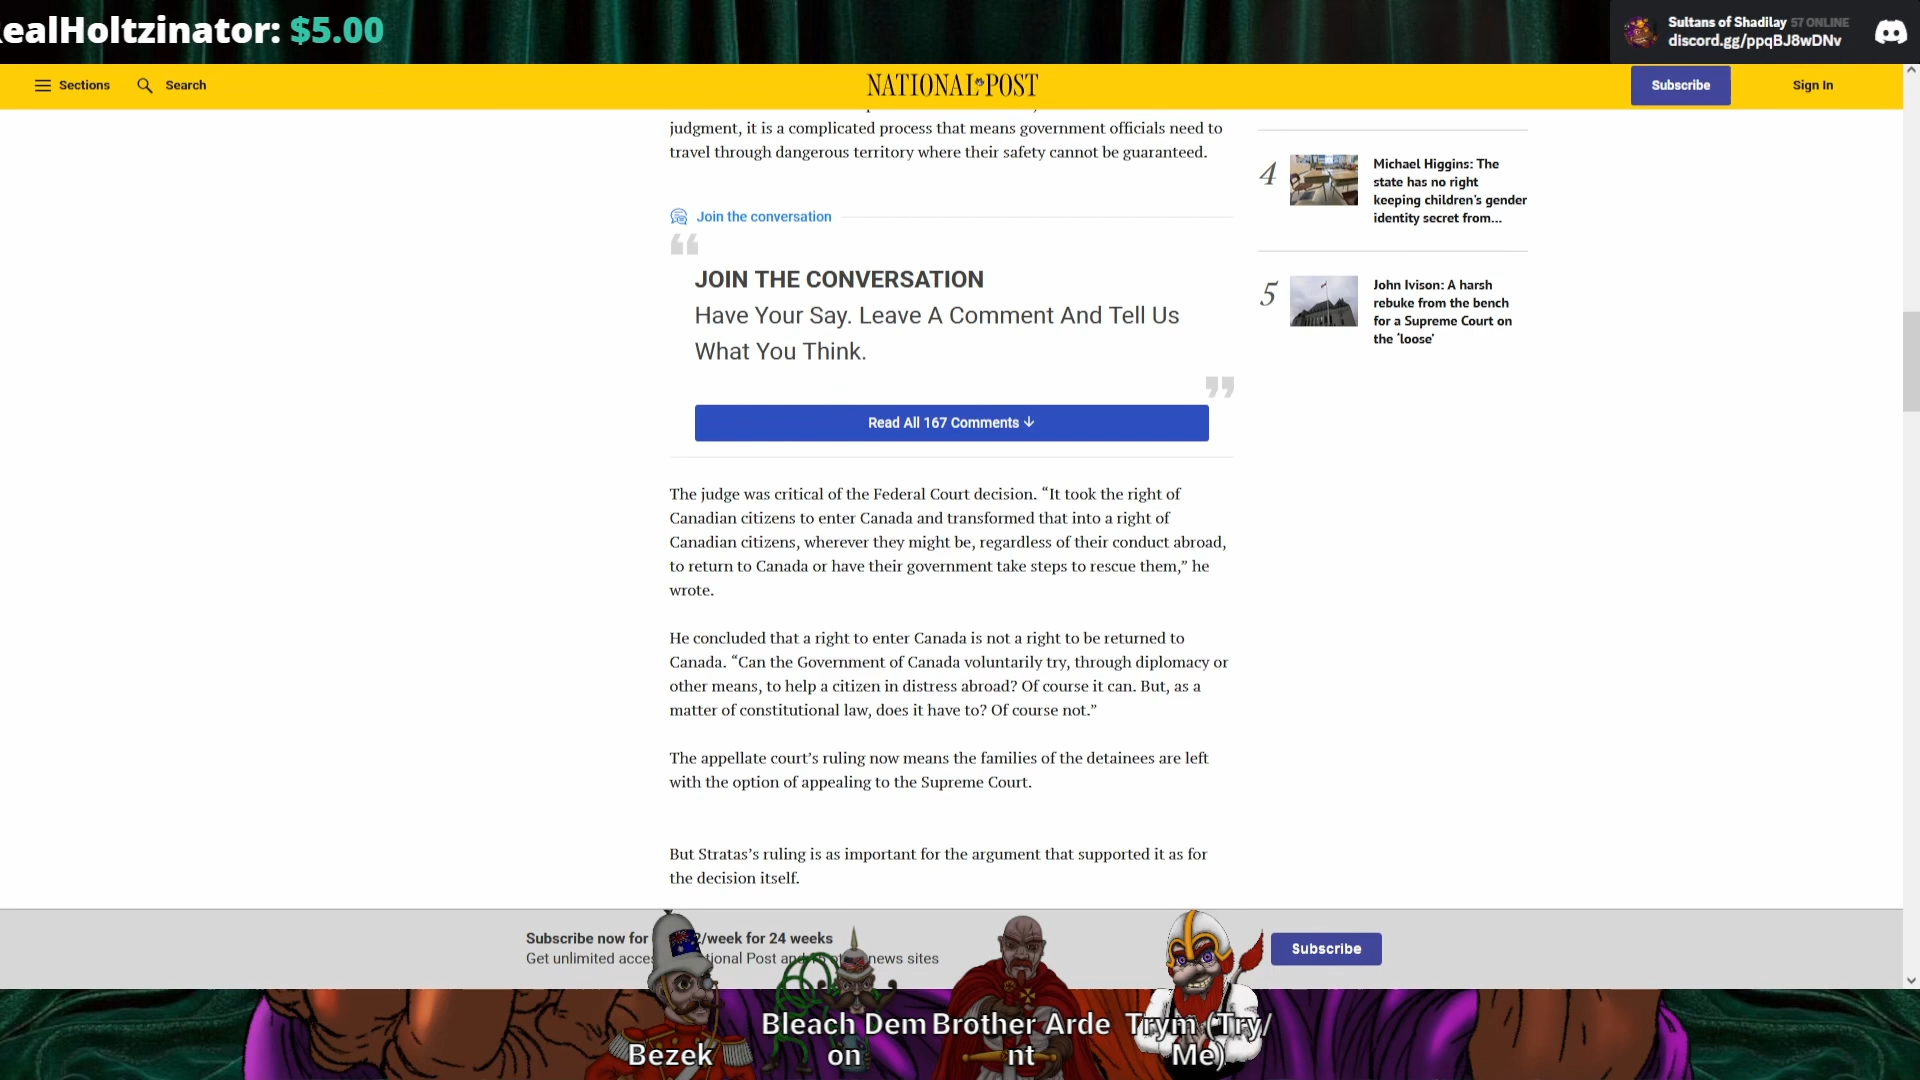 ealHoltzinator: $5.00
Sultans of Shadilay 57 ONLINE
discord.gg/ppqBJ8wDNv
Sections
Search
NATIONAL POST
Subscribe
Sign In
judgment, it is a complicated process that means government officials need to
travel through dangerous territory where their safety cannot be guaranteed.
Join the conversation
JOIN THE CONVERSATION
Have Your Say. Leave A Comment And Tell Us
What You Think.
Read All 167 Comments
The judge was critical of the Federal Court decision. “It took the right of
Canadian citizens to enter Canada and transformed that into a right of
Canadian citizens, wherever they might be, regardless of their conduct abroad,
to return to Canada or have their government take steps to rescue them,” he
wrote.
He concluded that a right to enter Canada is not a right to be returned to
Canada. “Can the Government of Canada voluntarily try, through diplomacy or
other means, to help a citizen in distress abroad? Of course it can. But, as a
matter of constitutional law, does it have to? Of course not.”
The appellate court’s ruling now means the families of the detainees are left
with the option of appealing to the Supreme Court.
But Stratas’s ruling is as important for the argument that supported it as for
the decision itself.
4
Michael Higgins: The
state has no right
keeping children’s gender
identity secret from...
5
John Ivison: A harsh
rebuke from the bench
for a Supreme Court on
the ‘loose’
Subscribe now for /week for 24 weeks
Get unlimited news sites
Subscribe
Bezek
Bleach Dem
on
Brother Arde
nt
Trym (Try/
Me)